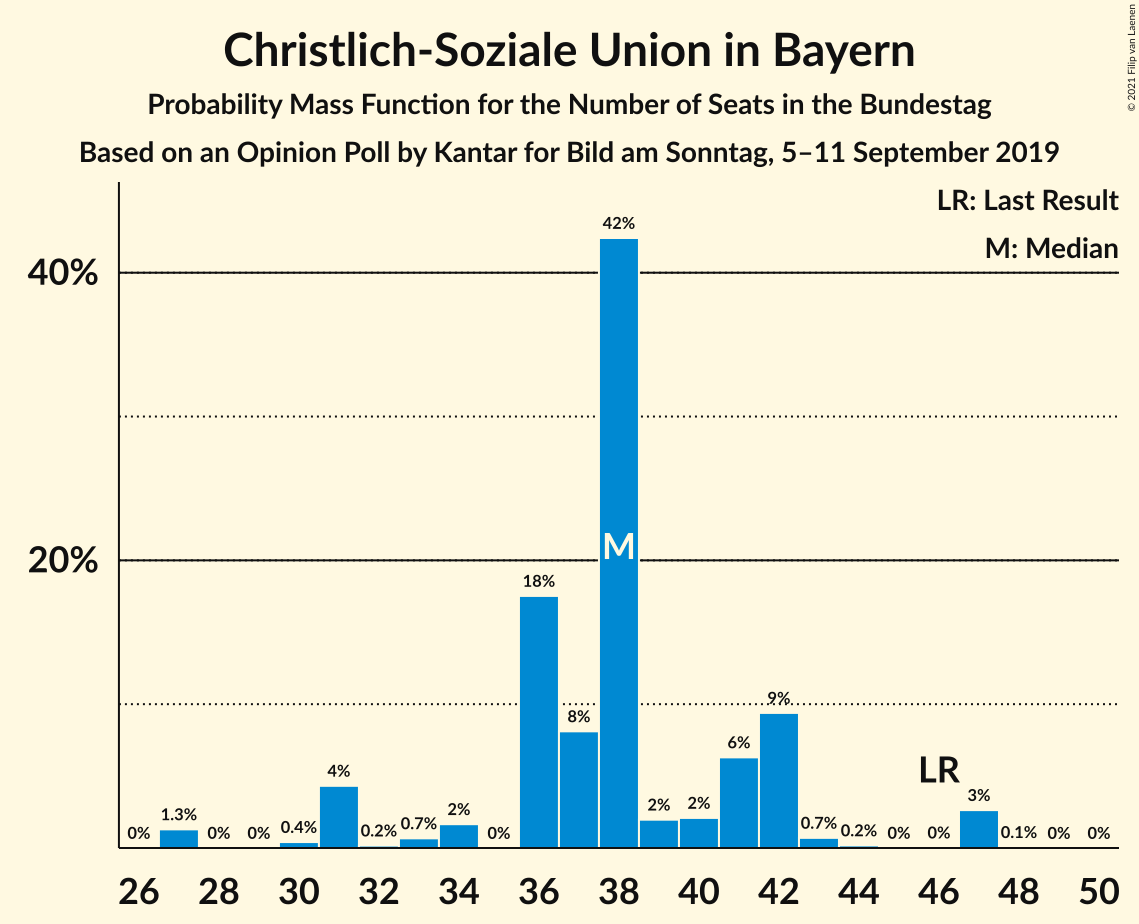 Christlich-Soziale Union in Bayern
Probability Mass Function for the Number of Seats in the Bundestag
Based on an Opinion Poll by Kantar for Bild am Sonntag, 5–11 September 2019
© 2021 Filip van Laenen
LR: Last Result
M: Median
40%
20%
0% 1.3% 0% 0% 0.4% 4% 0.2% 0.7% 2% 0% 18% 8% 42% 2% 2% 6% 9% 0.7% 0.2% 0% 0% 3% 0.1% 0% 0%
M
LR
26 28 30 32 34 36 38 40 42 44 46 48 50